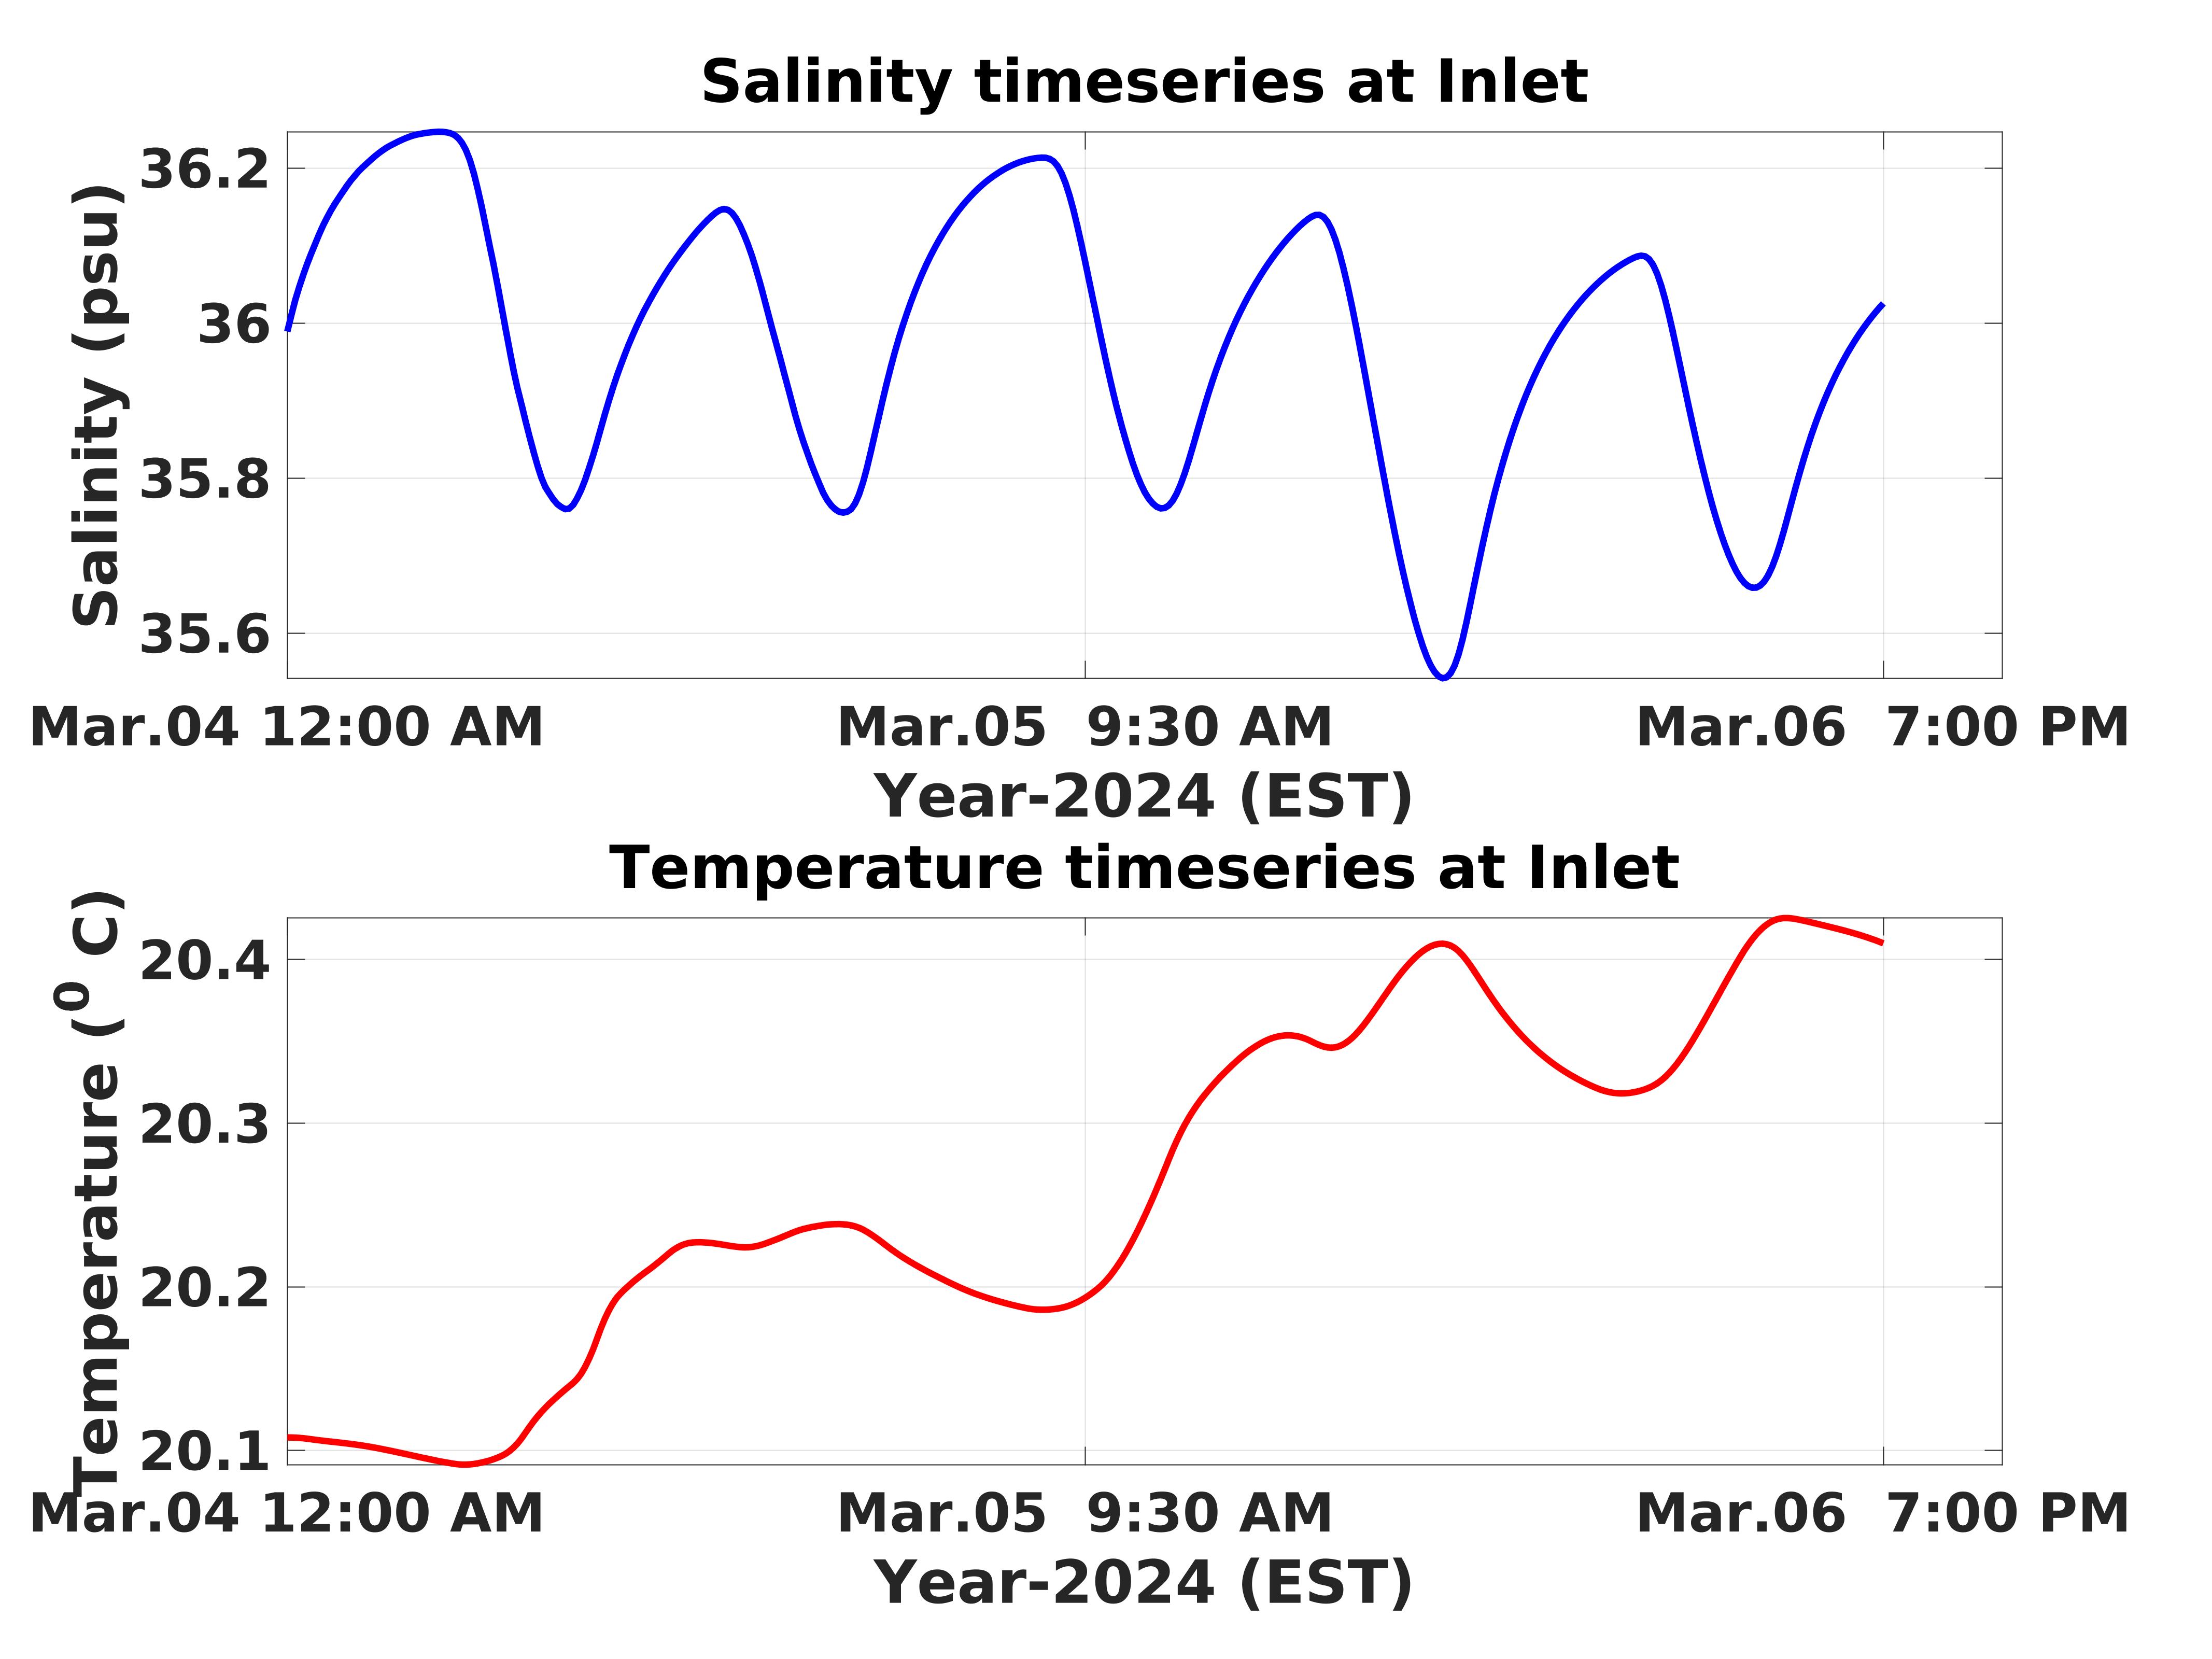 Salinity timeseries at Inlet
Salinity (psu)
36.2
36
35.8
35.6
Mar.04 12:00 AM
Mar.05  9:30 AM
Mar.06  7:00 PM
Year-2024 (EST)
Temperature timeseries at Inlet
Temperature (⁰ C)
20.4
20.3
20.2
20.1
Mar.04 12:00 AM
Mar.05  9:30 AM
Mar.06  7:00 PM
Year-2024 (EST)